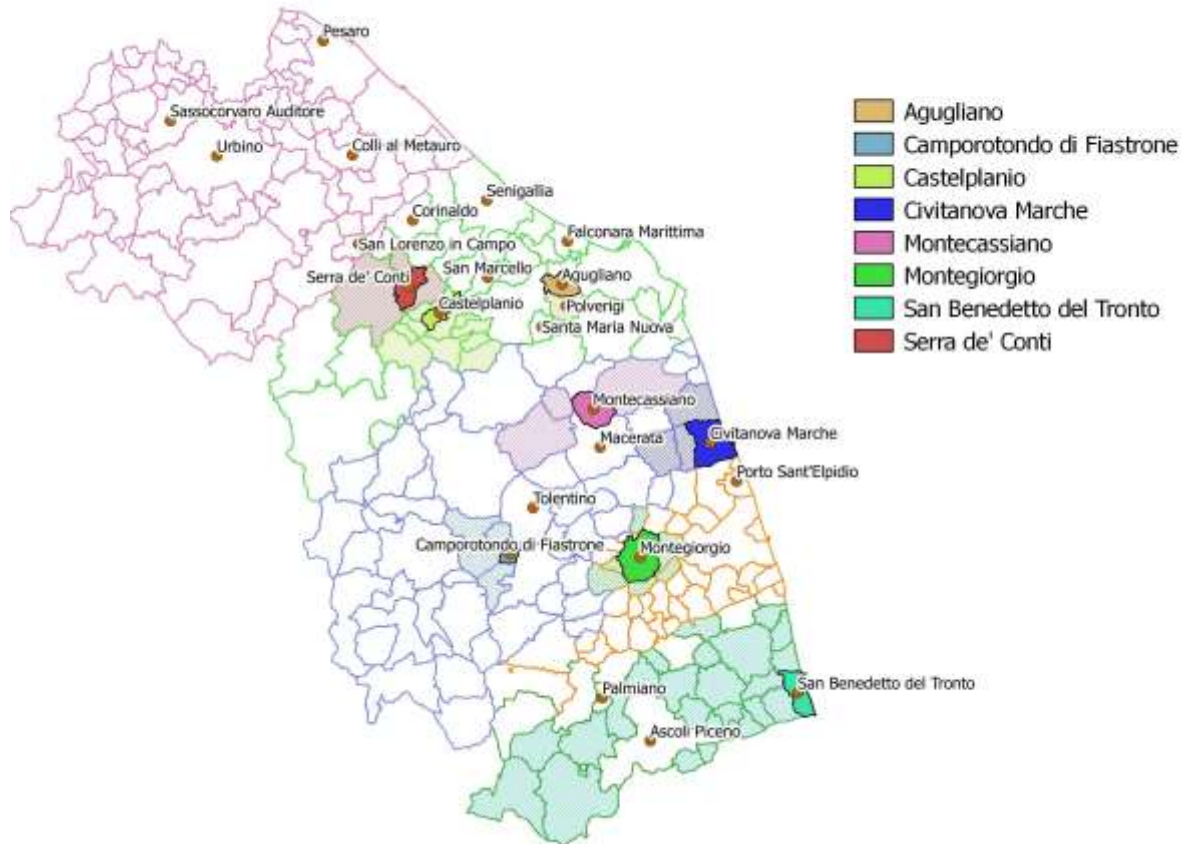 Pesaro
Sassocorvaro Auditore
Urbino
Colli al Metauro
Senigallia
Corinaldo
Falconara Marittima
San Lorenzo in Campo
San Marcello
Serra de' Conti
Agugliano
Castelplanio
Polverigi
Santa Maria Nuova
Montecassiano
Macerata
Civitanova Marche
Porto Sant'Elpidio
Tolentino
Camporotondo di Fiastrone
Montegiorgio
San Benedetto del Tronto
Palmiano
Ascoli Piceno
Agugliano
Camporotondo di Fiastrone
Castelplanio
Civitanova Marche
Montecassiano
Montegiorgio
San Benedetto del Tronto
Serra de' Conti